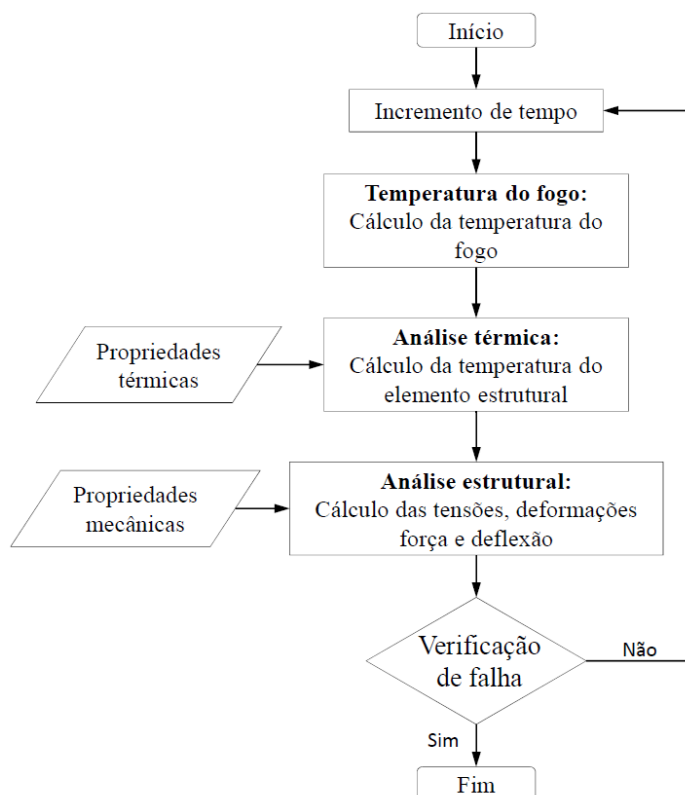 Início
Incremento de tempo
Temperatura do fogo:
Cálculo da temperatura do
fogo
Propriedades
térmicas
Análise térmica:
Cálculo da temperatura do
elemento estrutural
Propriedades
mecânicas
Análise estrutural:
Cálculo das tensões, deformações
força e deflexão
Verificação
de falha
Não
Sim
Fim